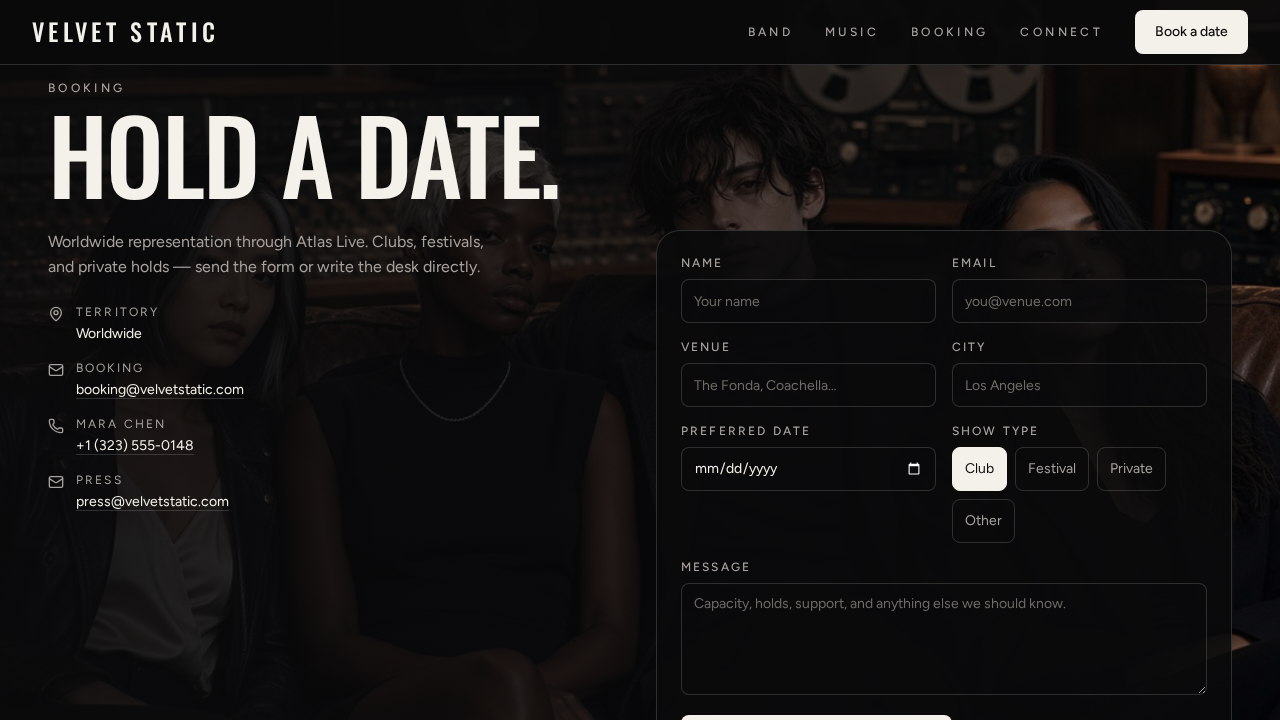 VELVET STATIC
BAND
MUSIC
BOOKING
CONNECT
Book a date
BOOKING
HOLD A DATE.
Worldwide representation through Atlas Live. Clubs, festivals,
and private holds — send the form or write the desk directly.
TERRITORY
Worldwide
BOOKING
booking@velvetstatic.com
MARA CHEN
+1 (323) 555-0148
PRESS
press@velvetstatic.com
NAME
Your name
EMAIL
you@venue.com
VENUE
The Fonda, Coachella...
CITY
Los Angeles
PREFERRED DATE
mm/dd/yyyy
SHOW TYPE
Club
Festival
Private
Other
MESSAGE
Capacity, holds, support, and anything else we should know.